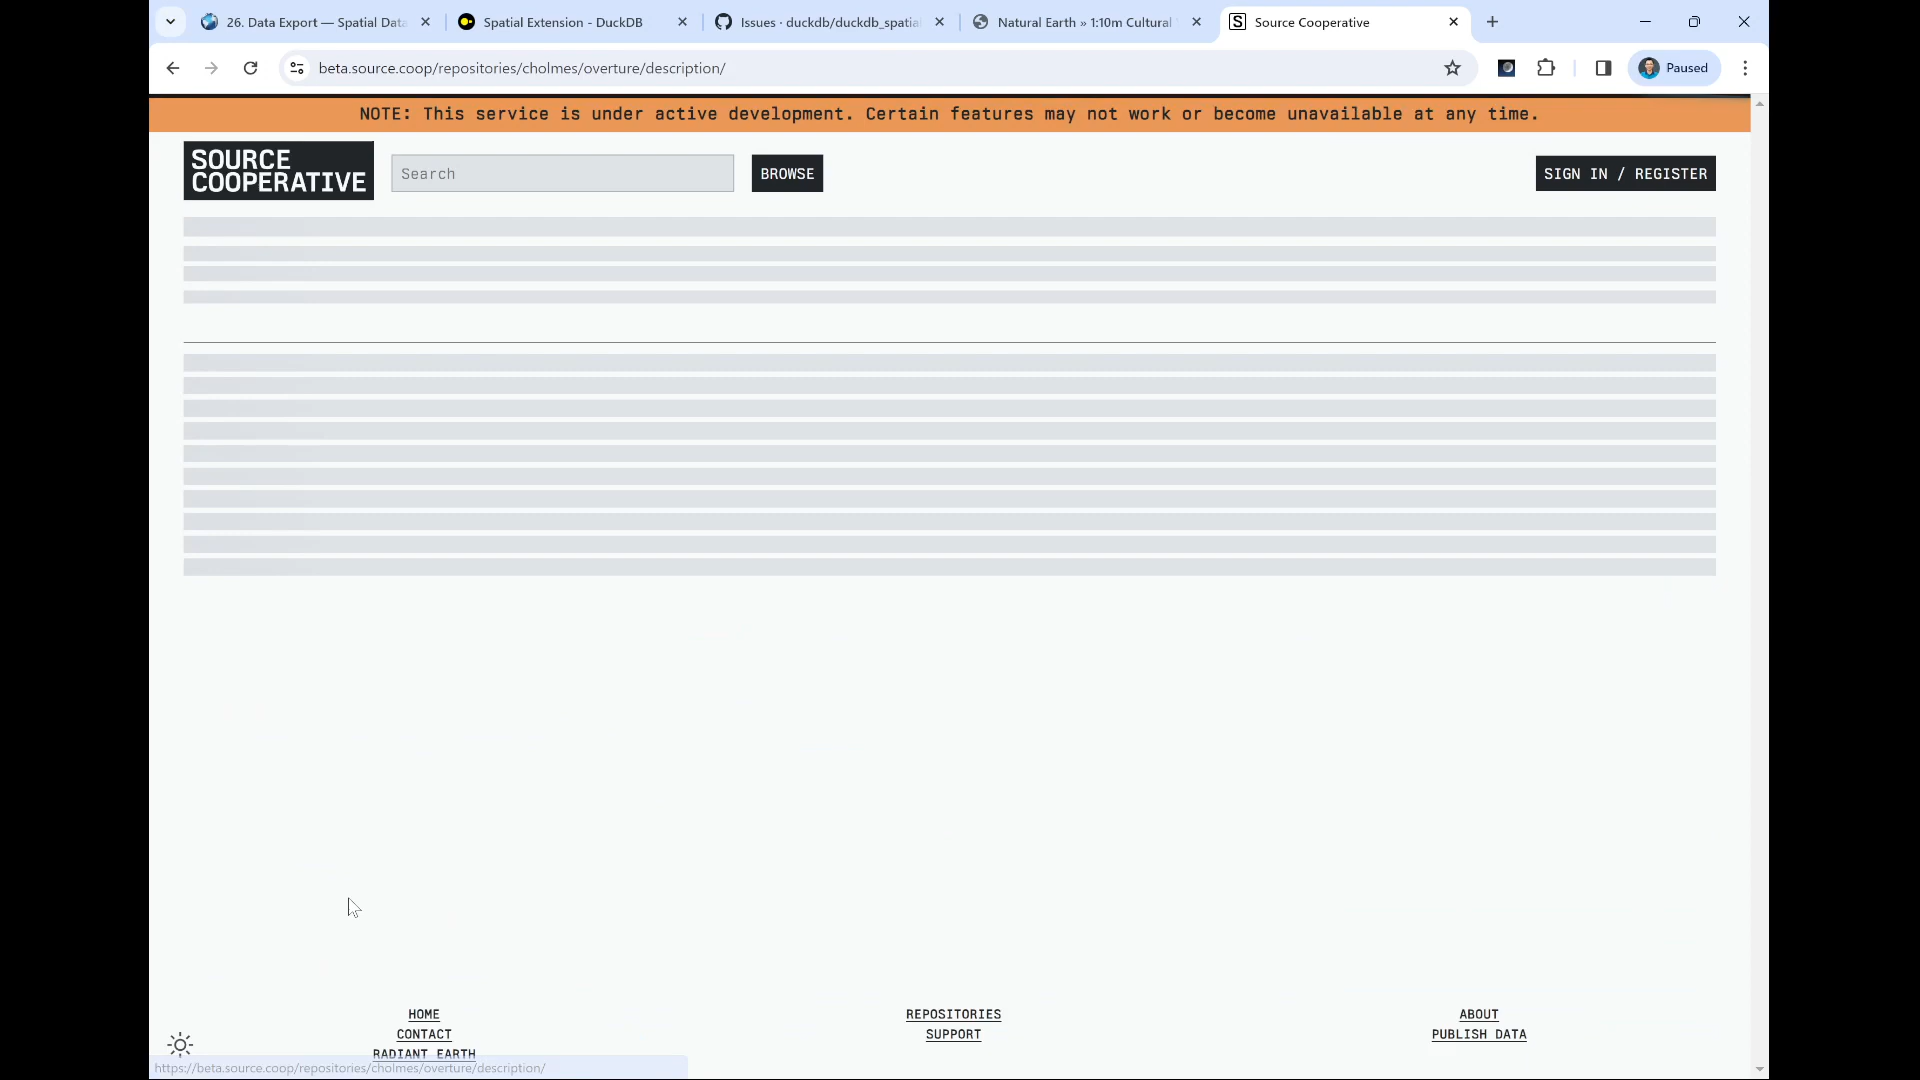 26. Data Export — Spatial Data
Spatial Extension - DuckDB
Issues · duckdb/duckdb_spatia
Natural Earth » 1:10m Cultural
Source Cooperative
beta.source.coop/repositories/cholmes/overture/description/
Paused
NOTE: This service is under active development. Certain features may not work or become unavailable at any time.
SOURCE
COOPERATIVE
Search
BROWSE
SIGN IN / REGISTER
HOME
CONTACT
RADIANT EARTH
REPOSITORIES
SUPPORT
ABOUT
PUBLISH DATA
https://beta.source.coop/repositories/cholmes/overture/description/